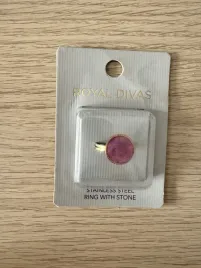 ROYAL DIVAS
STAINLESS STEEL
RING WITH STONE